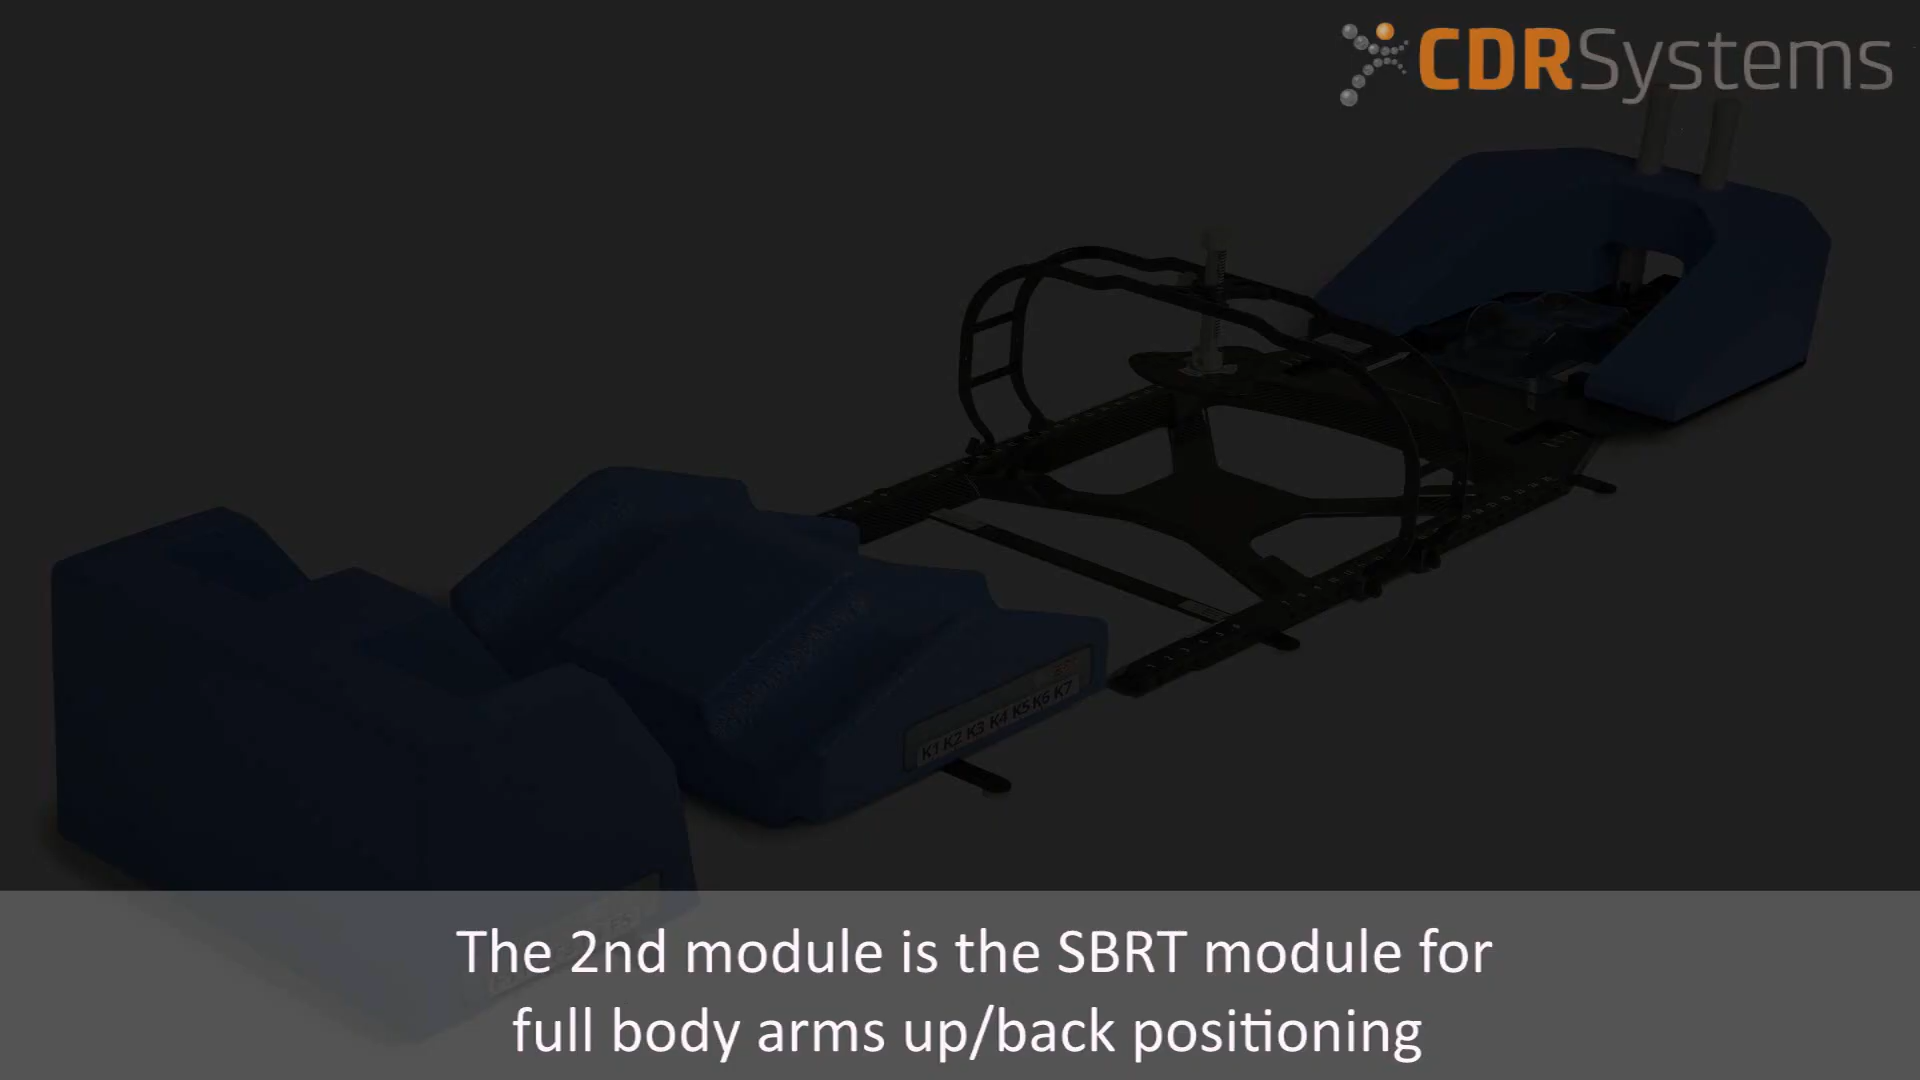 CDRSystems
K1 K2 K3 K4 K5 K6 K7
The 2nd module is the SBRT module for
full body arms up/back positioning